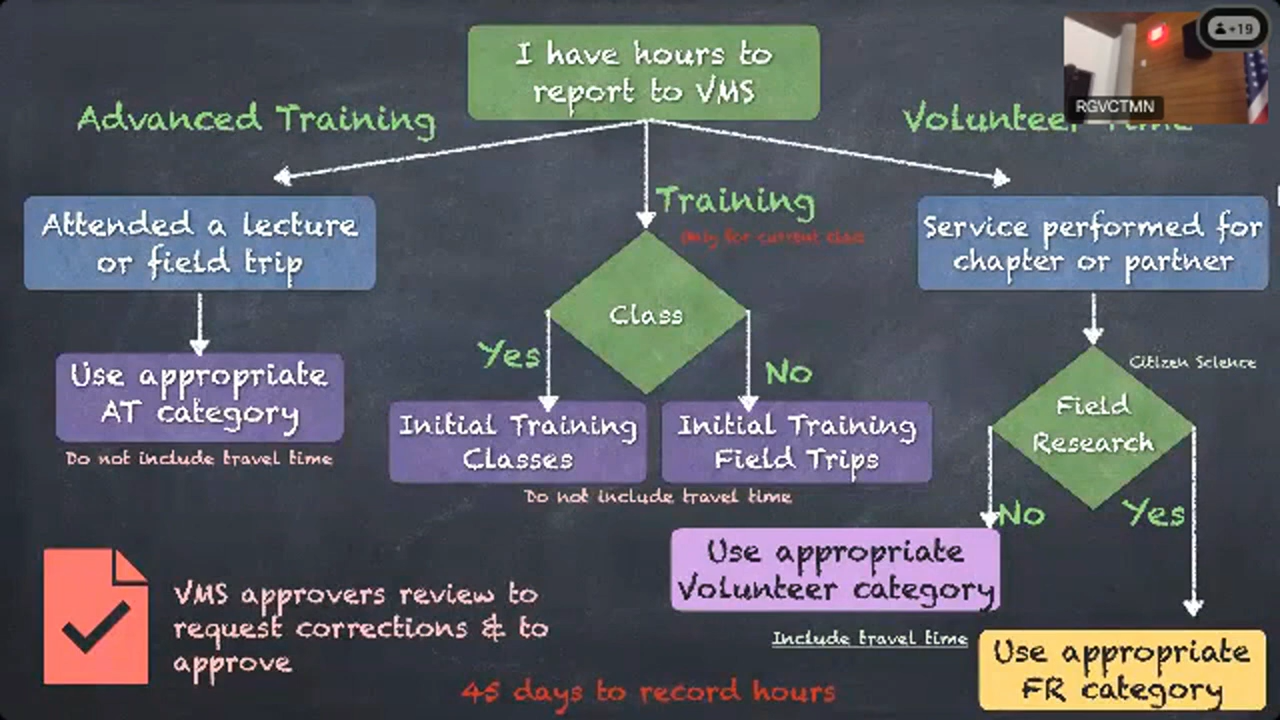 I have hours to
report to VMS
+19
RGVCTMN
Advanced Training
Volunteer Time
Training
Only for current class
Attended a lecture
or field trip
Service performed for
chapter or partner
Class
Yes
No
Citizen Science
Use appropriate
AT category
Do not include travel time
Initial Training
Classes
Initial Training
Field Trips
Do not include travel time
Field
Research
No
Yes
Use appropriate
Volunteer category
Include travel time
Use appropriate
FR category
VMS approvers review to
request corrections & to
approve
45 days to record hours